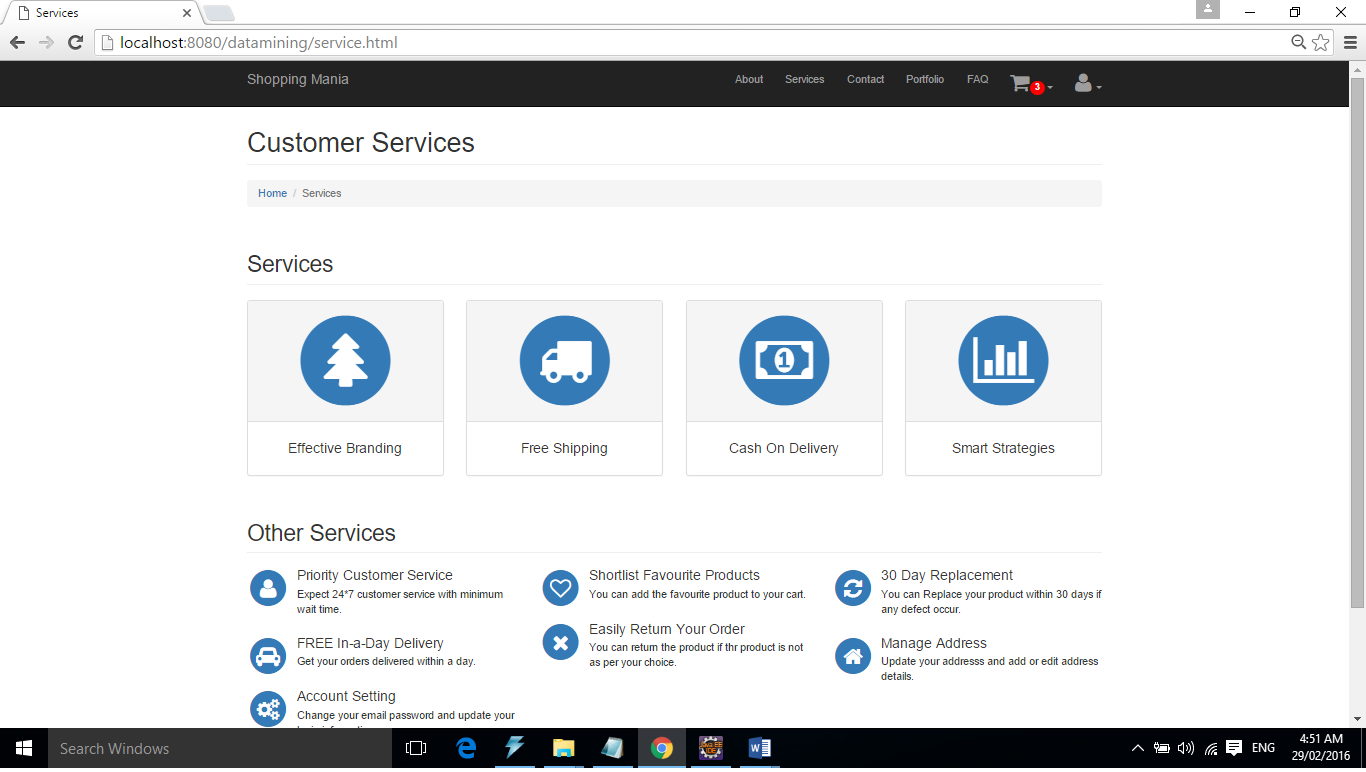 Services
localhost:8080/datamining/service.html
Shopping Mania
About
Services
Contact
Portfolio
FAQ
3
Customer Services
Home / Services
Services
1
Effective Branding
Free Shipping
Cash On Delivery
Smart Strategies
Other Services
Priority Customer Service
Expect 24*7 customer service with minimum
wait time.
Shortlist Favourite Products
You can add the favourite product to your cart.
30 Day Replacement
You can Replace your product within 30 days if
any defect occur.
FREE In-a-Day Delivery
Get your orders delivered within a day.
Easily Return Your Order
You can return the product if thr product is not
as per your choice.
Manage Address
Update your addresss and add or edit address
details.
Account Setting
Change your email password and update your
Search Windows
Java EE
IDE
ENG
4:51 AM
29/02/2016